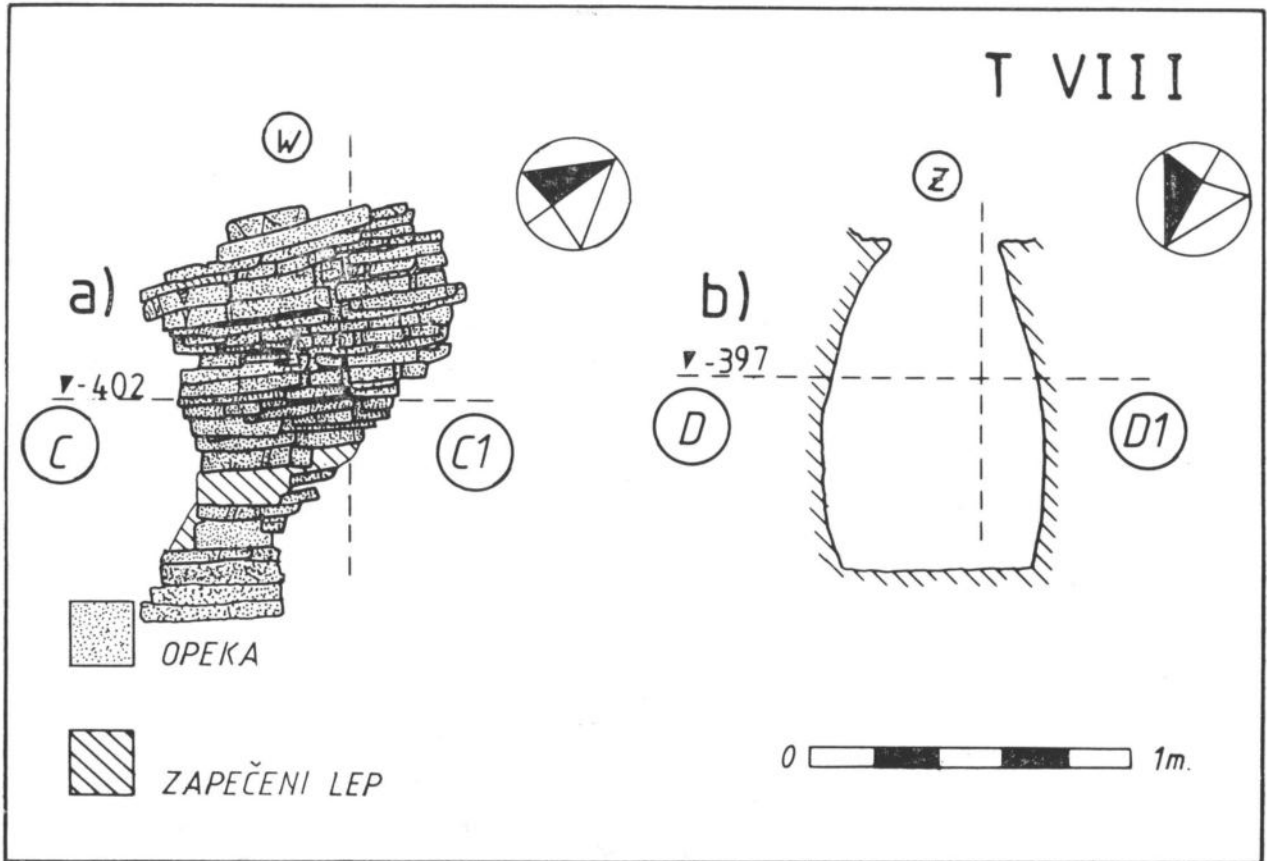 T VIII
W
Z
a)
b)
-402
-397
C
C1
D
D1
OPEKA
ZAPEČENI LEP
0
1m.